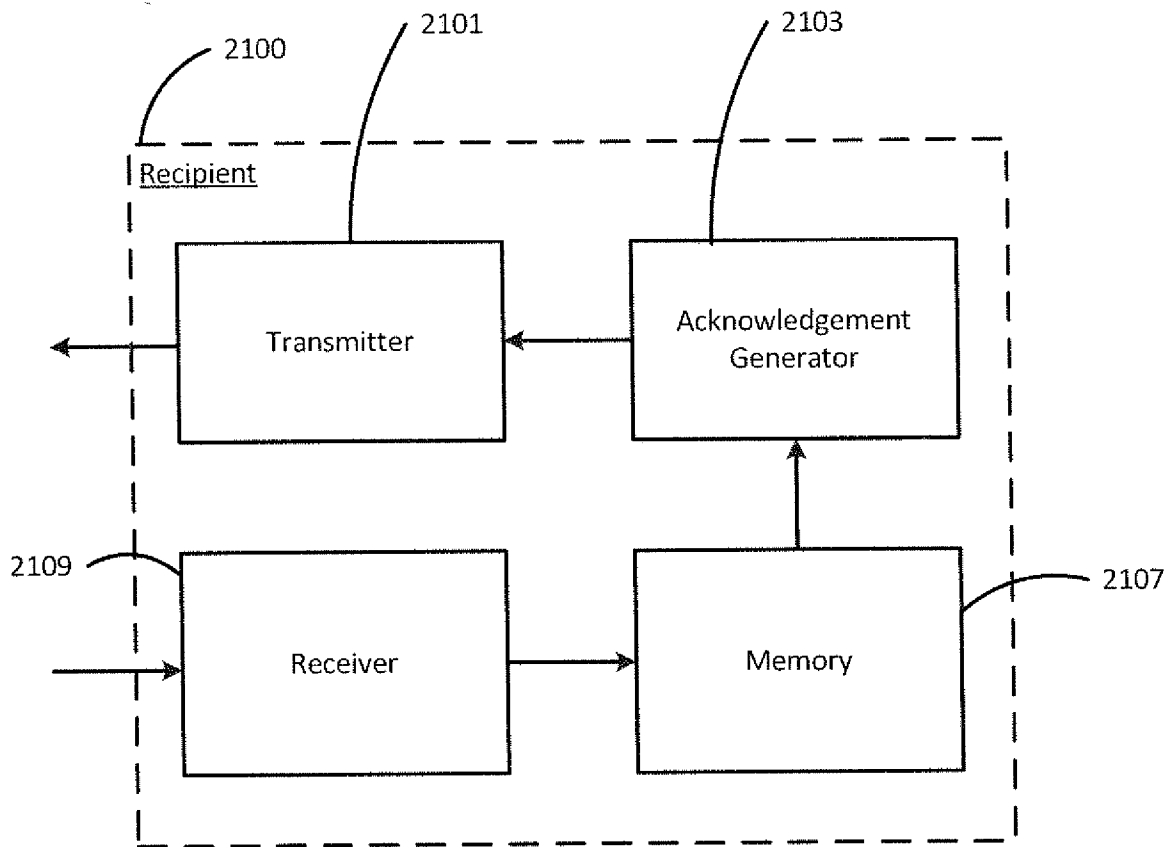 2100
2101
2103
Recipient
Transmitter
Acknowledgement
Generator
2109
2107
Receiver
Memory